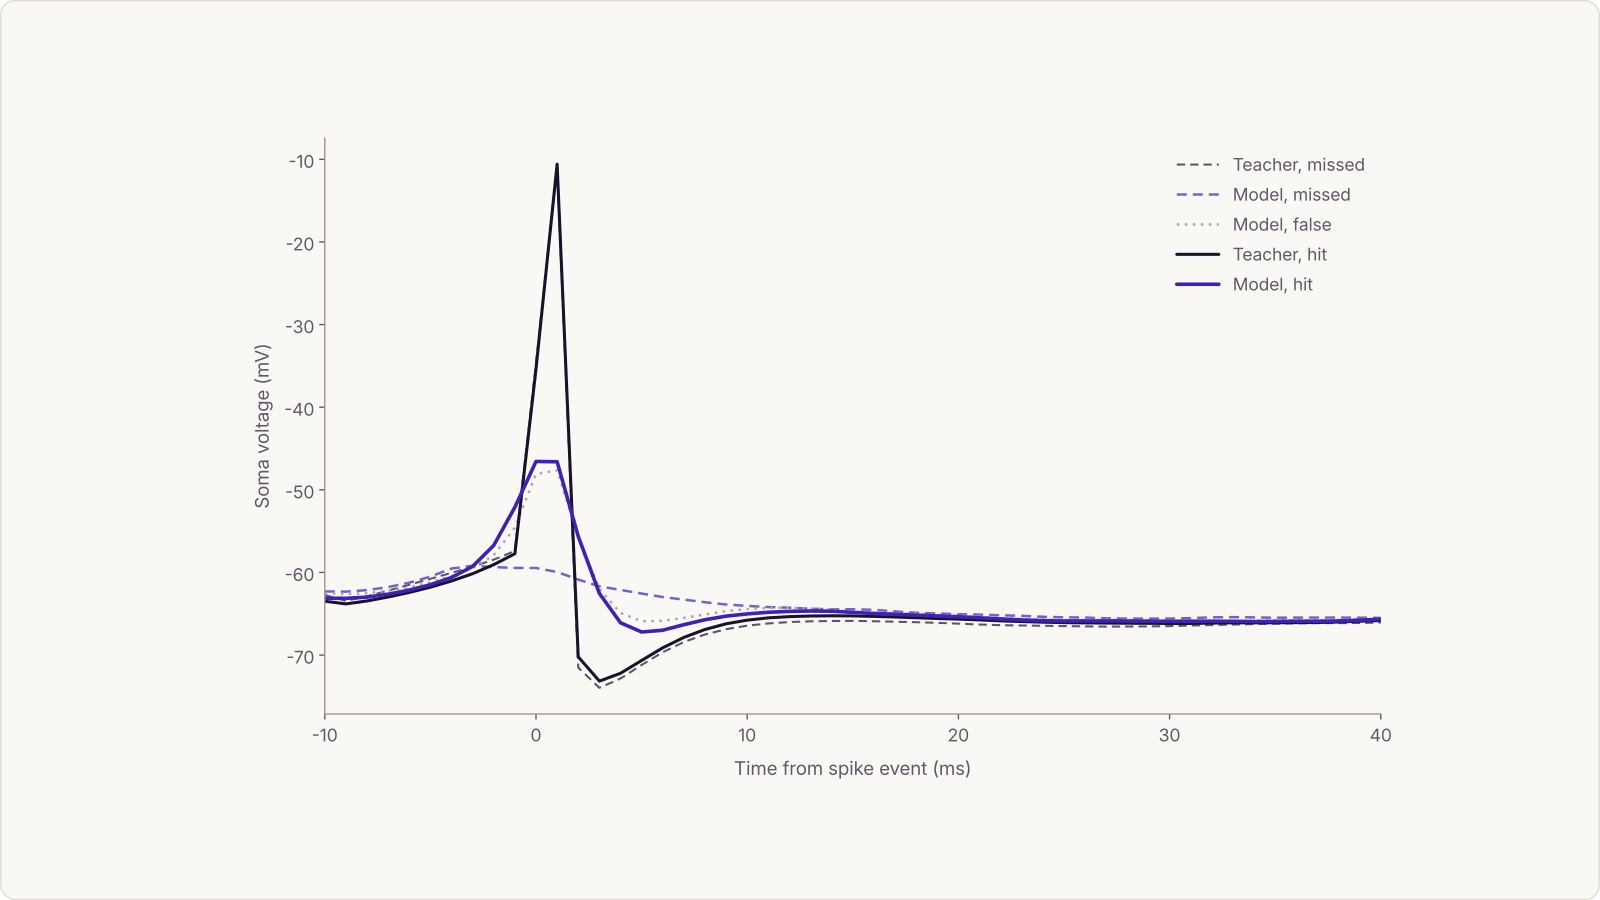 -10
-20
-30
-40
-50
-60
-70
Soma voltage (mV)
-10 0 10 20 30 40
Time from spike event (ms)
Teacher, missed
Model, missed
Model, false
Teacher, hit
Model, hit